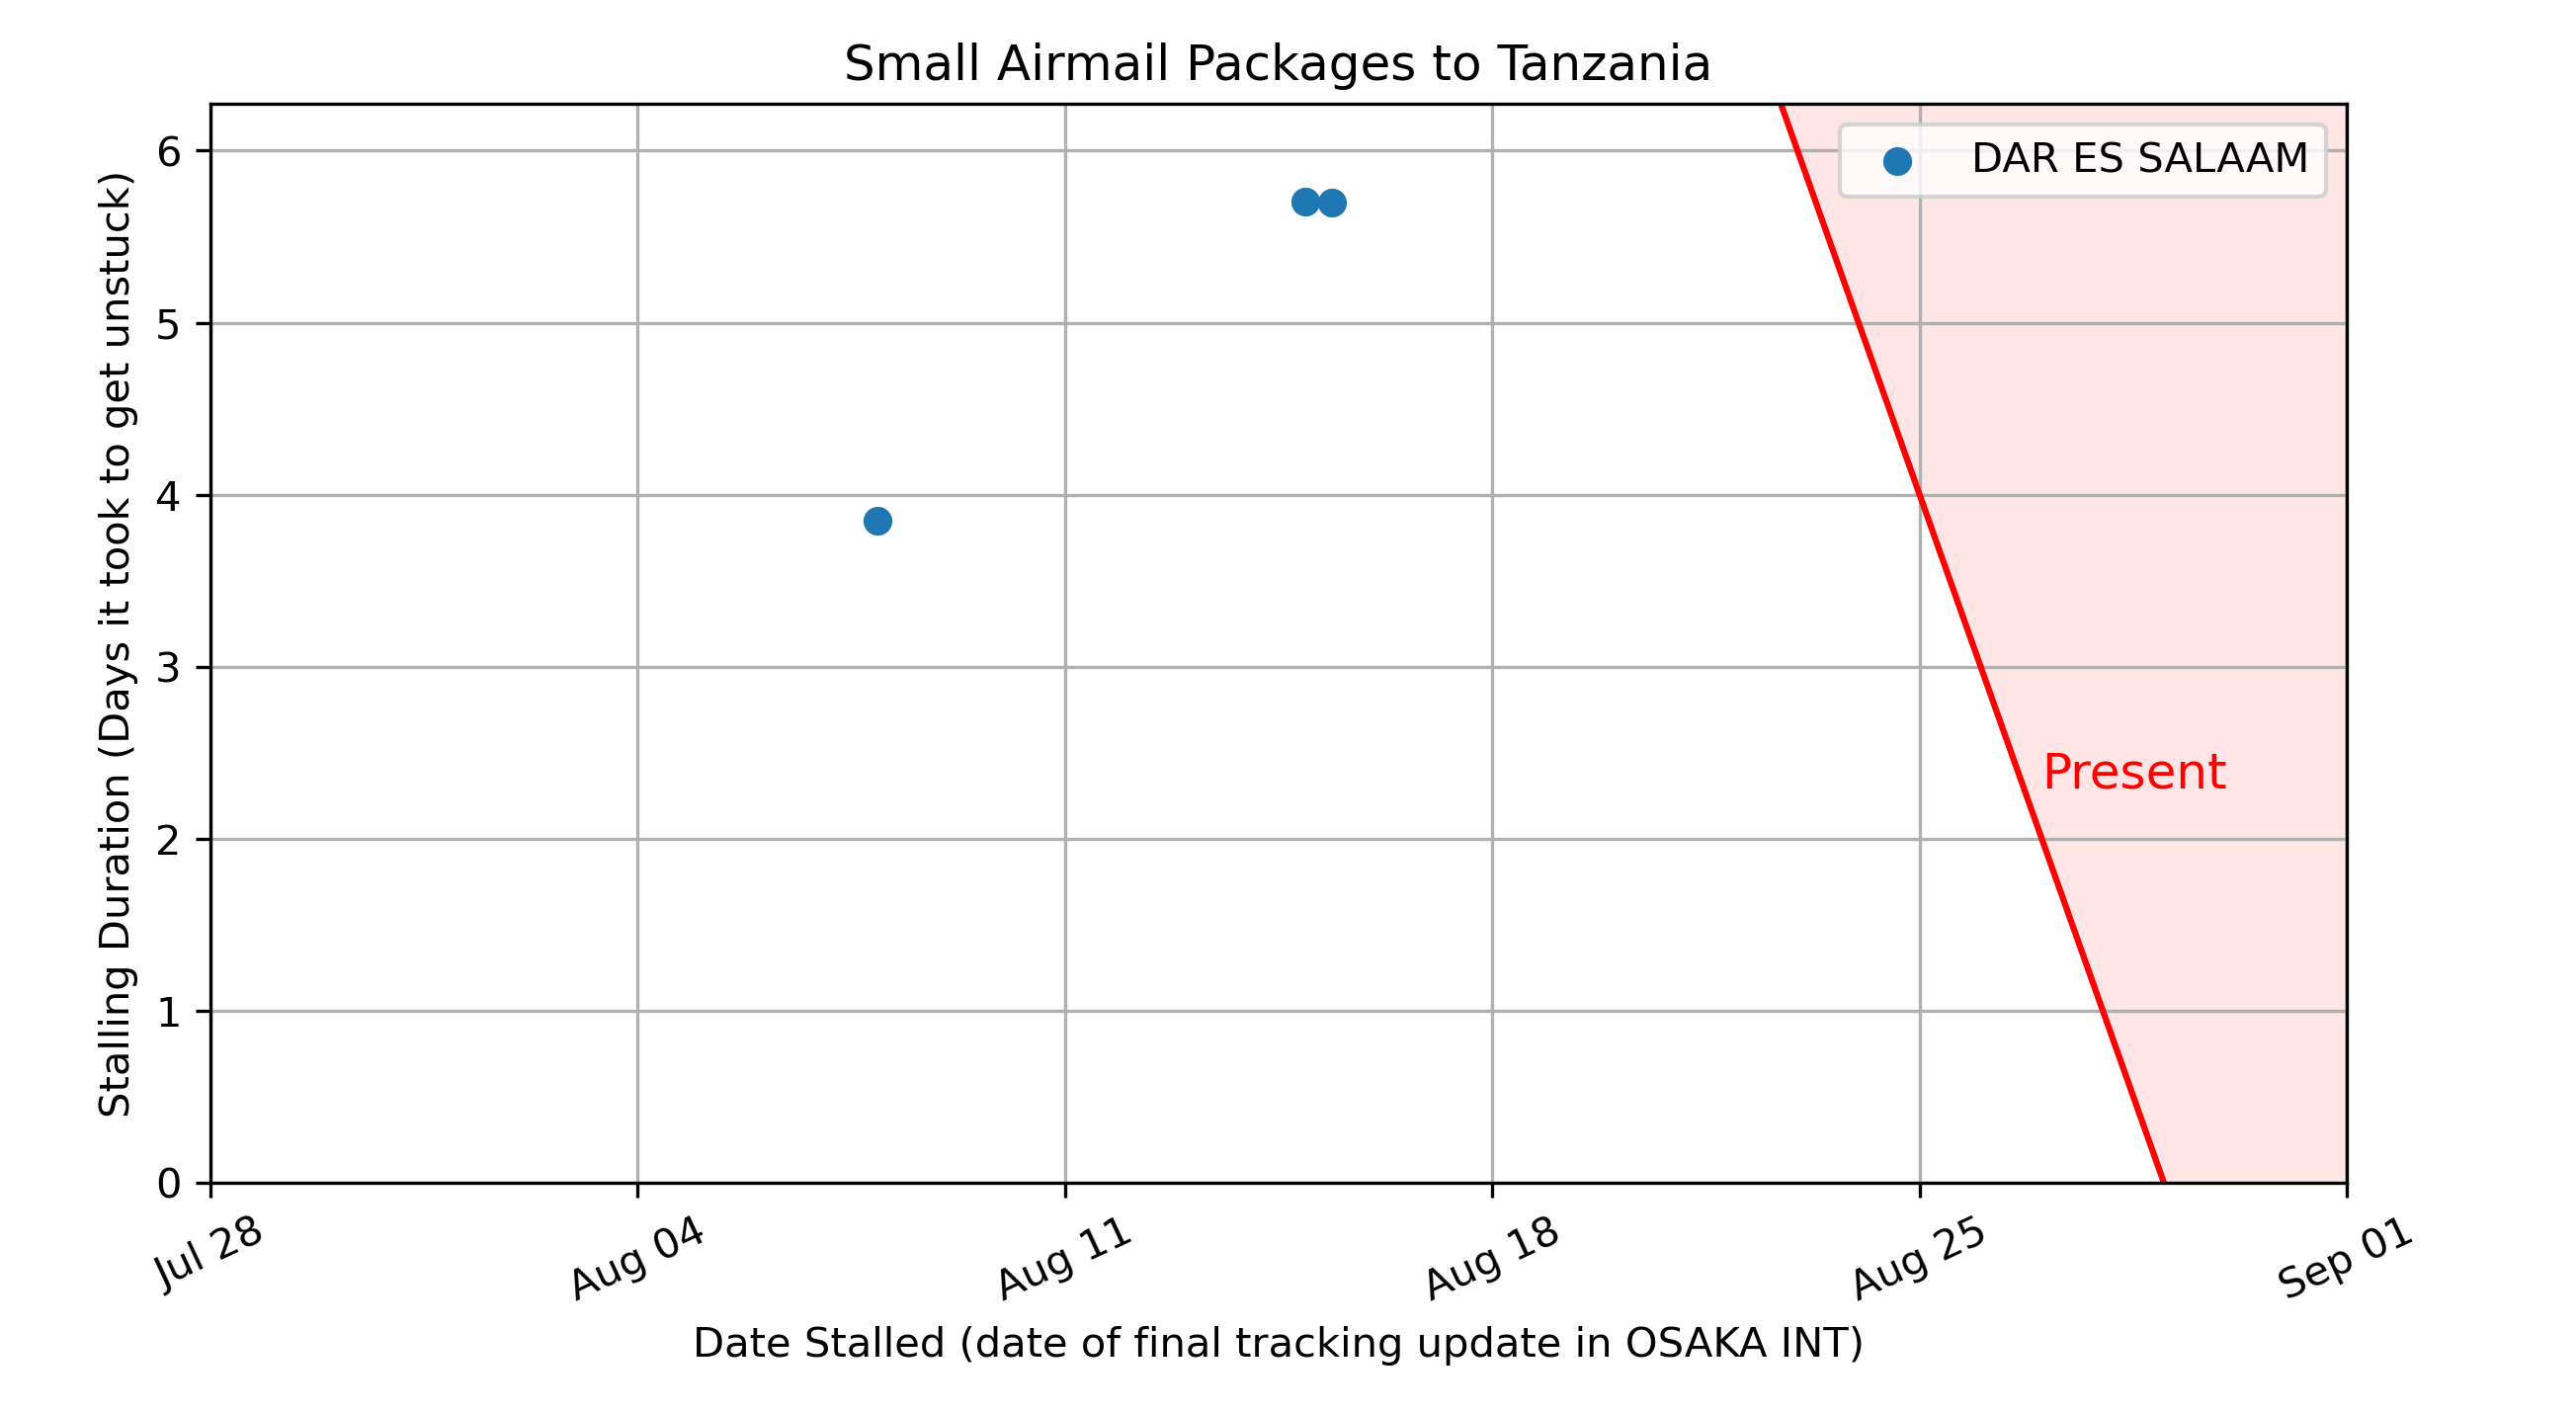 Small Airmail Packages to Tanzania
DAR ES SALAAM
Present
Stalling Duration (Days it took to get unstuck)
6
5
4
3
2
1
0
Jul 28
Aug 04
Aug 11
Aug 18
Aug 25
Sep 01
Date Stalled (date of final tracking update in OSAKA INT)